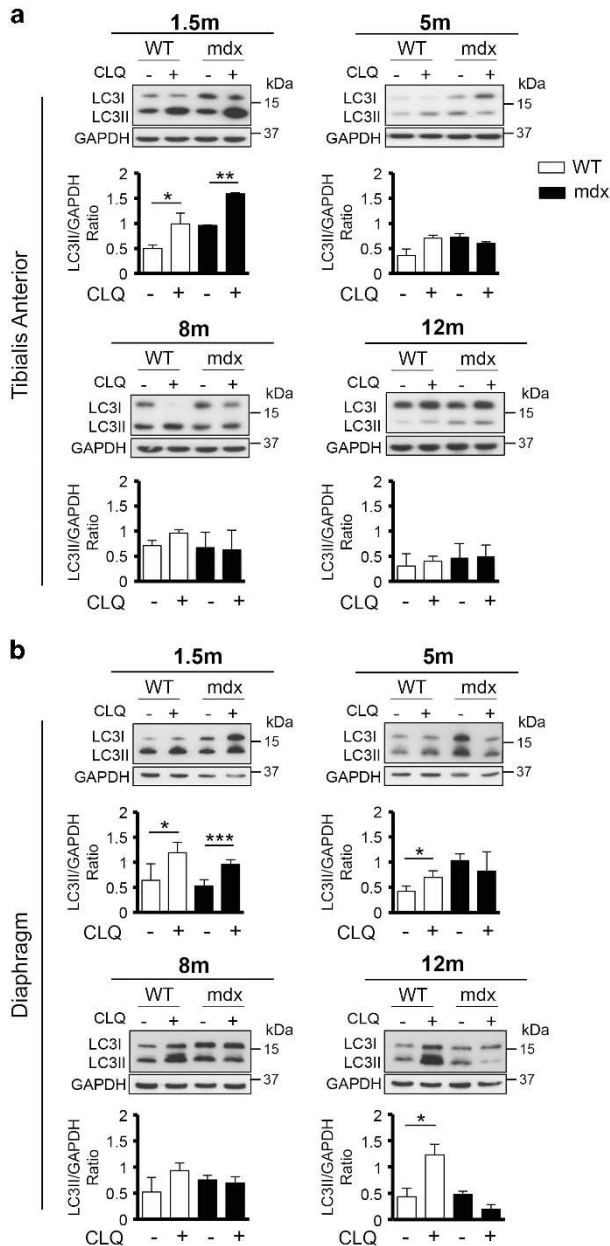 a
1.5m
5m
WT mdx
WT mdx
CLQ - + - + kDa
CLQ - + - + kDa
LC3I
15
LC3I
15
LC3II
LC3II
GAPDH
37
GAPDH
37
WT
mdx
LC3II/GAPDH
Ratio
2
1.5
1
0.5
0
*
**
CLQ - + - +
LC3II/GAPDH
Ratio
2
1.5
1
0.5
0
CLQ - + - +
Tibialis Anterior
8m
12m
WT mdx
WT mdx
CLQ - + - + kDa
CLQ - + - + kDa
LC3I
15
LC3I
15
LC3II
LC3II
GAPDH
37
GAPDH
37
LC3II/GAPDH
Ratio
2
1.5
1
0.5
0
CLQ - + - +
LC3II/GAPDH
Ratio
2
1.5
1
0.5
0
CLQ - + - +
b
1.5m
5m
WT mdx
WT mdx
CLQ - + - + kDa
CLQ - + - + kDa
LC3I
15
LC3I
15
LC3II
LC3II
GAPDH
37
GAPDH
37
LC3II/GAPDH
Ratio
2
1.5
1
0.5
0
*
***
CLQ - + - +
LC3II/GAPDH
Ratio
2
1.5
1
0.5
0
*
CLQ - + - +
Diaphragm
8m
12m
WT mdx
WT mdx
CLQ - + - + kDa
CLQ - + - + kDa
LC3I
15
LC3I
15
LC3II
LC3II
GAPDH
37
GAPDH
37
LC3II/GAPDH
Ratio
2
1.5
1
0.5
0
CLQ - + - +
LC3II/GAPDH
Ratio
2
1.5
1
0.5
0
*
CLQ - + - +